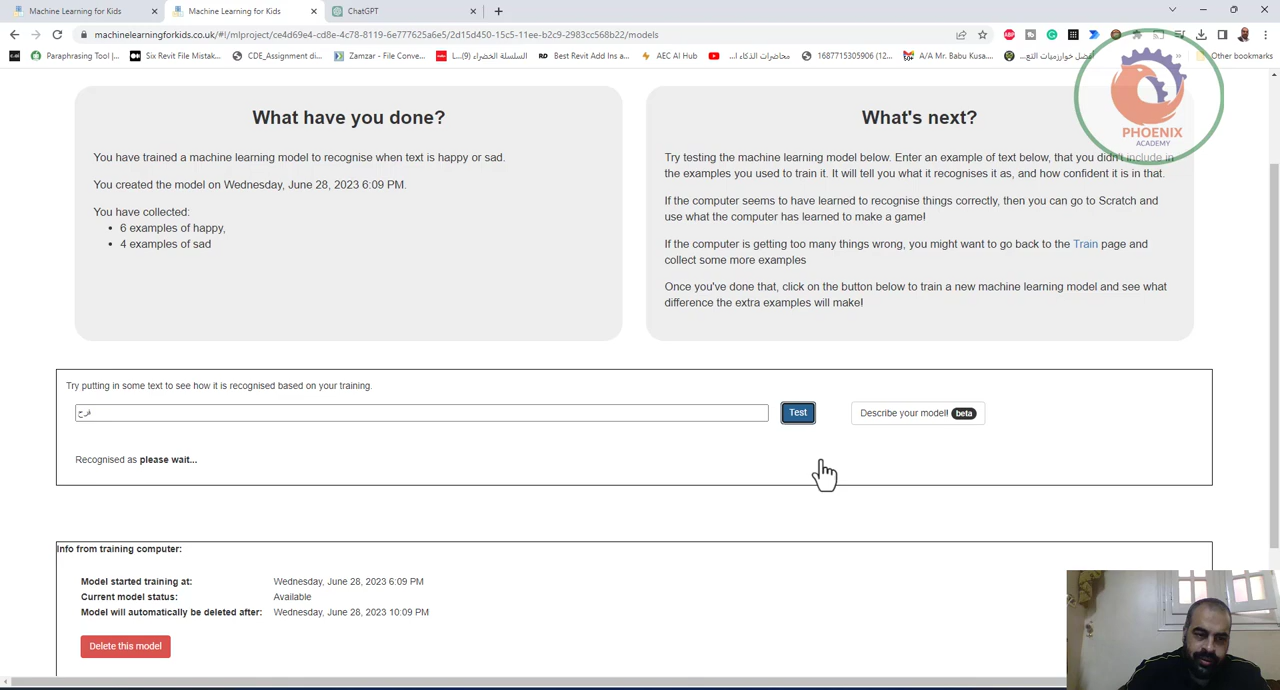 Machine Learning for Kids
Machine Learning for Kids
ChatGPT
machinelearningforkids.co.uk/#!/mlproject/ce4d69e4-cd8e-4c78-8119-6e777625a6e5/2d15d450-15c5-11ee-b2c9-2983cc568b22/models
Paraphrasing Tool |...
Six Revit File Mistak...
CDE_Assignment di...
Zamzar - File Conve...
السلسلة الخضراء (9)...
Best Revit Add Ins a...
AEC AI Hub
محاضرات الذكاء ا...
1687715305906 (12...
A/A Mr. Babu Kusa...
Other bookmarks
PHOENIX
ACADEMY
What have you done?
You have trained a machine learning model to recognise when text is happy or sad.
You created the model on Wednesday, June 28, 2023 6:09 PM.
You have collected:
6 examples of happy,
4 examples of sad
What's next?
Try testing the machine learning model below. Enter an example of text below, that you didn't include in
the examples you used to train it. It will tell you what it recognises it as, and how confident it is in that.
If the computer seems to have learned to recognise things correctly, then you can go to Scratch and
use what the computer has learned to make a game!
If the computer is getting too many things wrong, you might want to go back to the Train page and
collect some more examples
Once you've done that, click on the button below to train a new machine learning model and see what
difference the extra examples will make!
Try putting in some text to see how it is recognised based on your training.
فرح
Test
Describe your model! beta
Recognised as please wait...
Info from training computer:
Model started training at: Wednesday, June 28, 2023 6:09 PM
Current model status: Available
Model will automatically be deleted after: Wednesday, June 28, 2023 10:09 PM
Delete this model